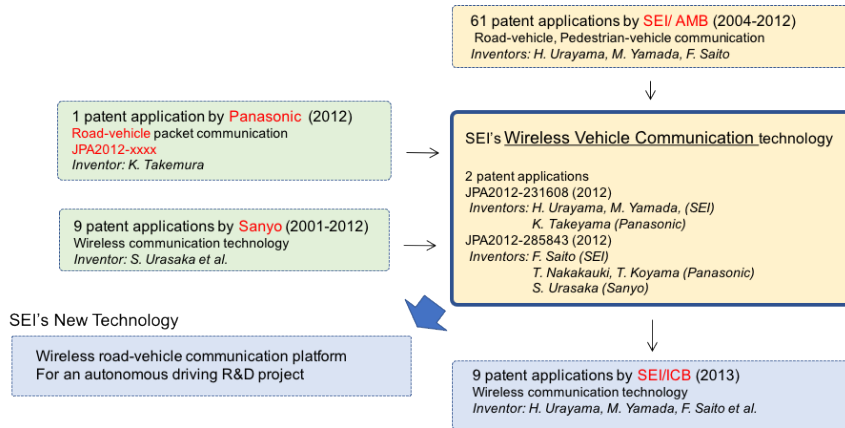 61 patent applications by SEI/ AMB (2004-2012)
Road-vehicle, Pedestrian-vehicle communication
Inventors: H. Urayama, M. Yamada, F. Saito
1 patent application by Panasonic (2012)
Road-vehicle packet communication
JPA2012-xxxx
Inventor: K. Takemura
9 patent applications by Sanyo (2001-2012)
Wireless communication technology
Inventor: S. Urasaka et al.
SEI's Wireless Vehicle Communication technology
2 patent applications
JPA2012-231608 (2012)
Inventors: H. Urayama, M. Yamada, (SEI)
K. Takeyama (Panasonic)
JPA2012-285843 (2012)
Inventors: F. Saito (SEI)
T. Nakakauki, T. Koyama (Panasonic)
S. Urasaka (Sanyo)
SEI's New Technology
Wireless road-vehicle communication platform
For an autonomous driving R&D project
9 patent applications by SEI/ICB (2013)
Wireless communication technology
Inventor: H. Urayama, M. Yamada, F. Saito et al.